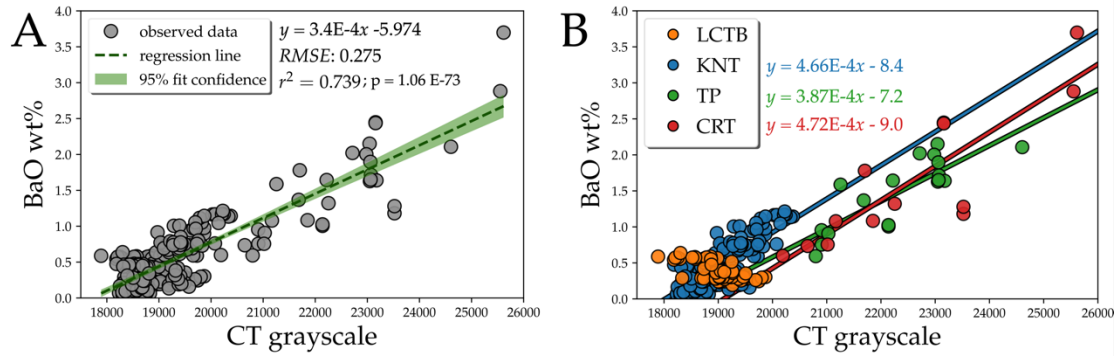 A
observed data
regression line
95% fit confidence
y = 3.4E-4x -5.974
RMSE: 0.275
r² = 0.739; p = 1.06 E-73
BaO wt%
4.0
3.5
3.0
2.5
2.0
1.5
1.0
0.5
0.0
18000 19000 20000 21000 22000 23000 24000 25000 26000
CT grayscale
B
LCTB
KNT y = 4.66E-4x - 8.4
TP y = 3.87E-4x - 7.2
CRT y = 4.72E-4x - 9.0
BaO wt%
4.0
3.5
3.0
2.5
2.0
1.5
1.0
0.5
0.0
18000 19000 20000 21000 22000 23000 24000 25000 26000
CT grayscale